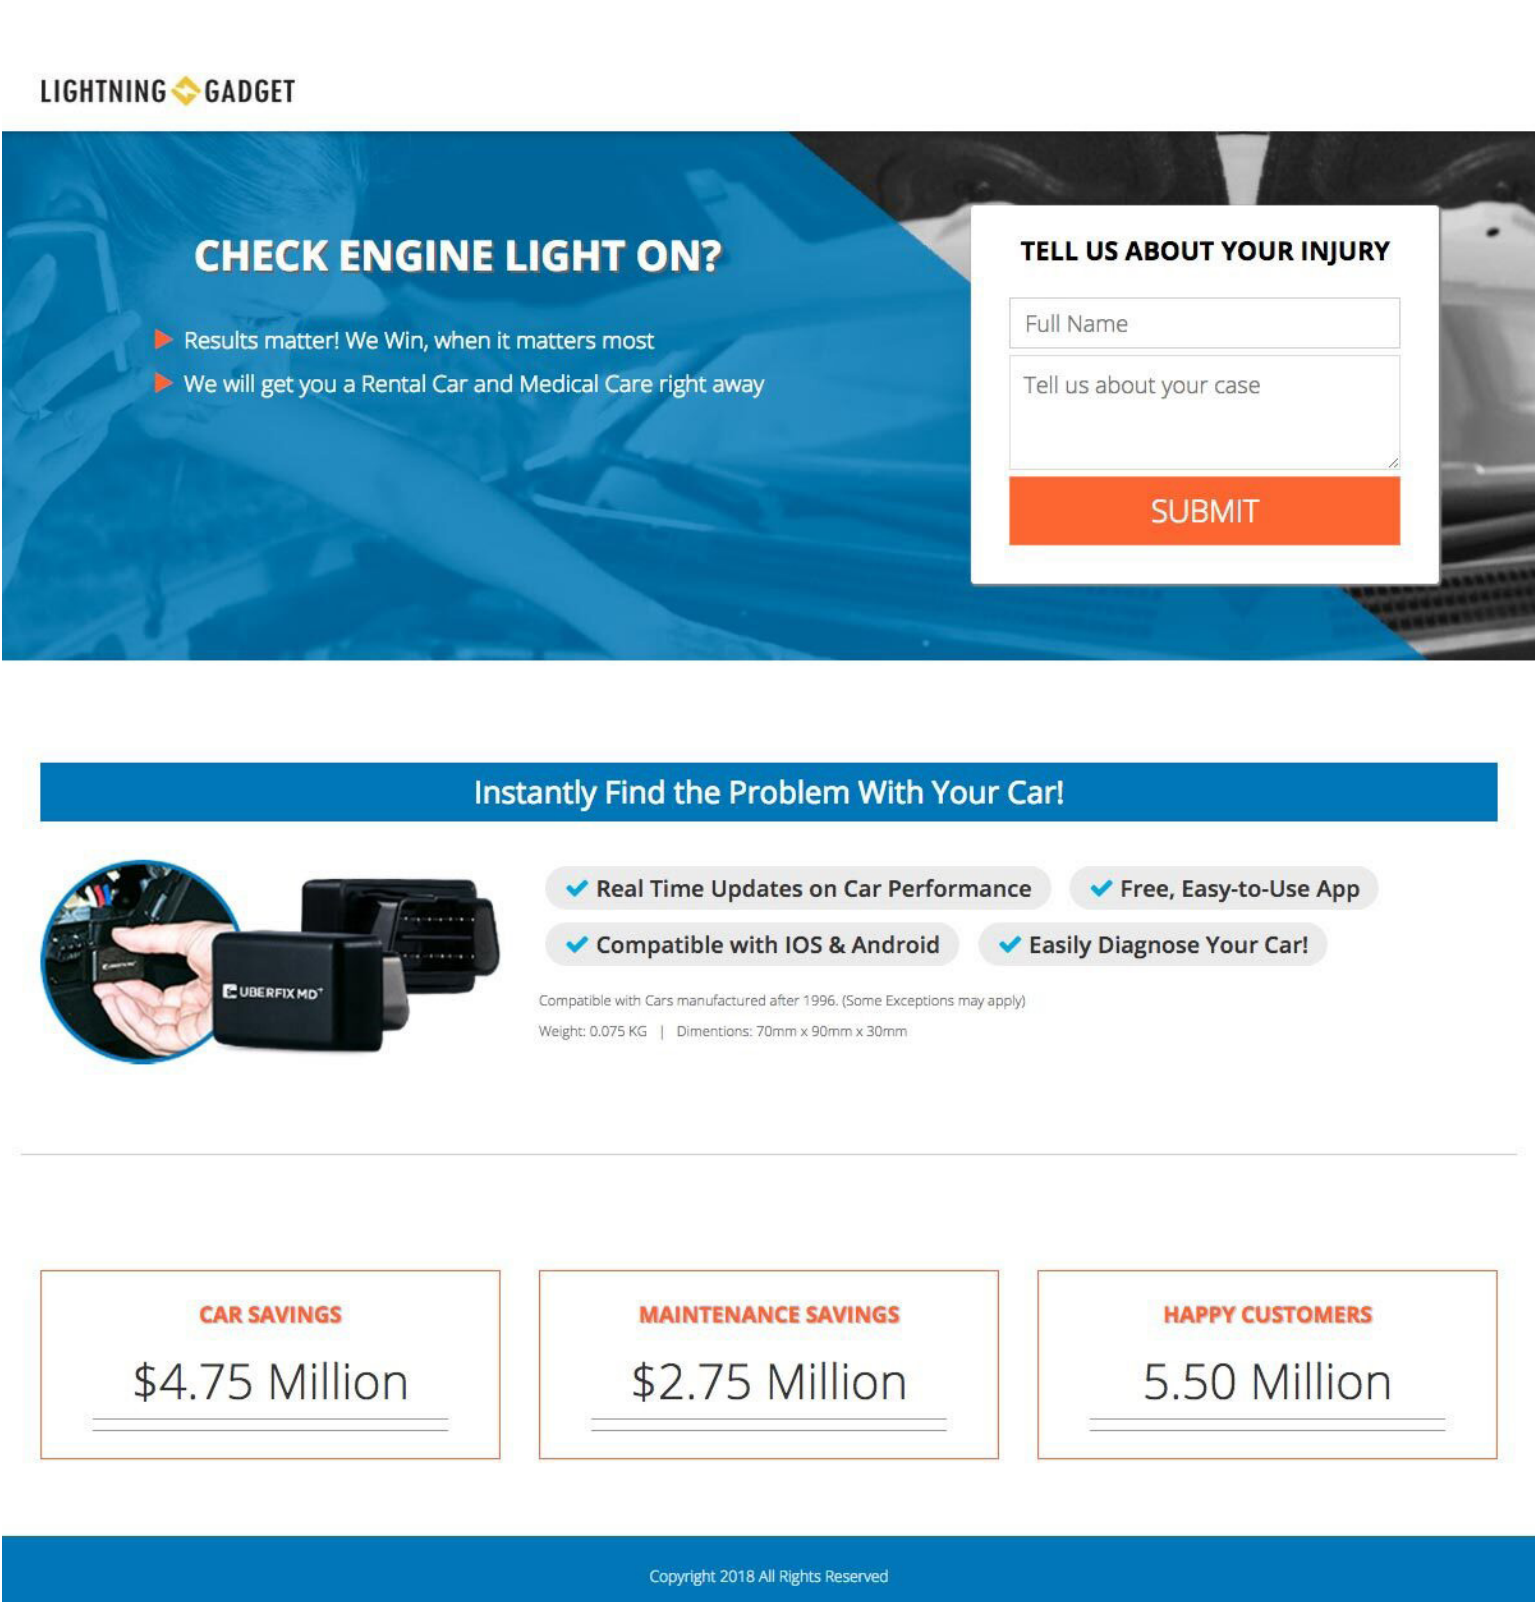 LIGHTNING GADGET
CHECK ENGINE LIGHT ON?
Results matter! We Win, when it matters most
We will get you a Rental Car and Medical Care right away
TELL US ABOUT YOUR INJURY
Full Name
Tell us about your case
SUBMIT
Instantly Find the Problem With Your Car!
UBERFIX MD+
Real Time Updates on Car Performance
Free, Easy-to-Use App
Compatible with IOS & Android
Easily Diagnose Your Car!
Compatible with Cars manufactured after 1996. (Some Exceptions may apply)
Weight: 0.075 KG | Dimentions: 70mm x 90mm x 30mm
CAR SAVINGS
$4.75 Million
MAINTENANCE SAVINGS
$2.75 Million
HAPPY CUSTOMERS
5.50 Million
Copyright 2018 All Rights Reserved